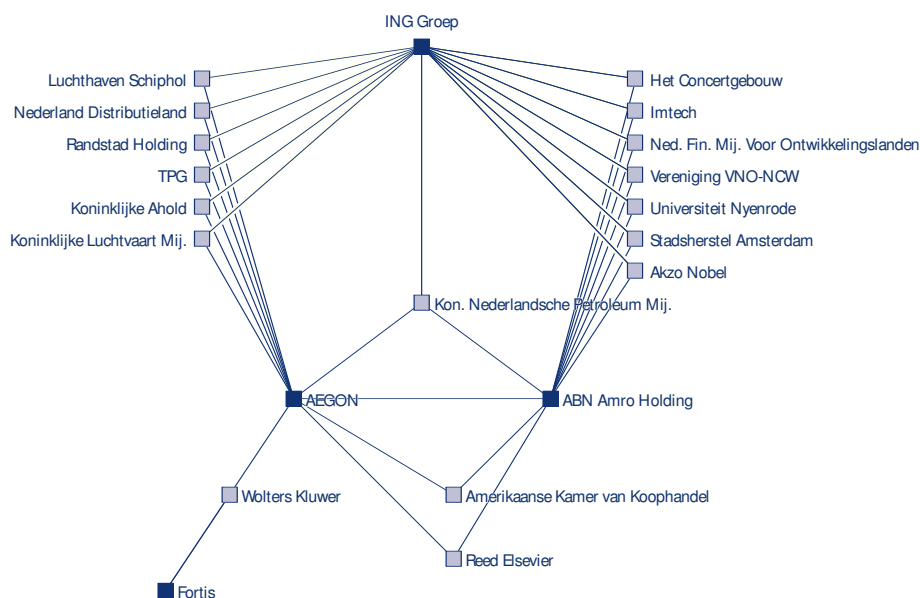 ING Groep
Luchthaven Schiphol
Het Concertgebouw
Nederland Distributieland
Imtech
Randstad Holding
Ned. Fin. Mij. Voor Ontwikkelingslanden
TPG
Vereniging VNO-NCW
Koninklijke Ahold
Universiteit Nyenrode
Koninklijke Luchtvaart Mij.
Stadsherstel Amsterdam
Akzo Nobel
Kon. Nederlandsche Petroleum Mij.
AEGON
ABN Amro Holding
Wolters Kluwer
Amerikaanse Kamer van Koophandel
Reed Elsevier
Fortis